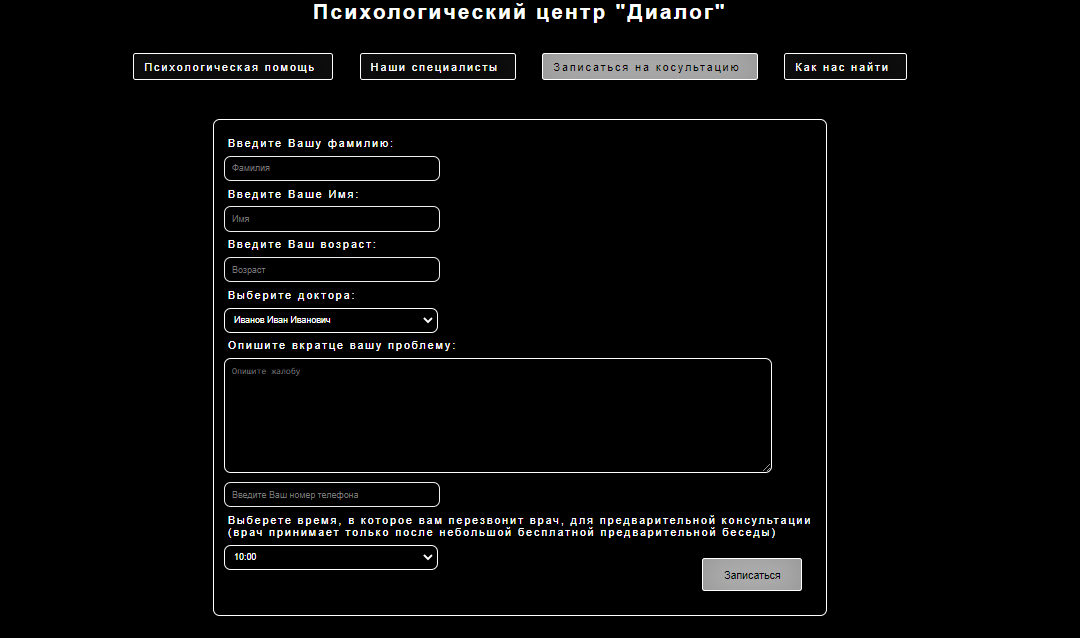 Психологический центр "Диалог"
Психологическая помощь
Наши специалисты
Записаться на косультацию
Как нас найти
Введите Вашу фамилию:
Фамилия
Введите Ваше Имя:
Имя
Введите Ваш возраст:
Возраст
Выберите доктора:
Иванов Иван Иванович
Опишите вкратце вашу проблему:
Опишите жалобу
Введите Ваш номер телефона
Выберете время, в которое вам перезвонит врач, для предварительной консультации
(врач принимает только после небольшой бесплатной предварительной беседы)
10:00
Записаться